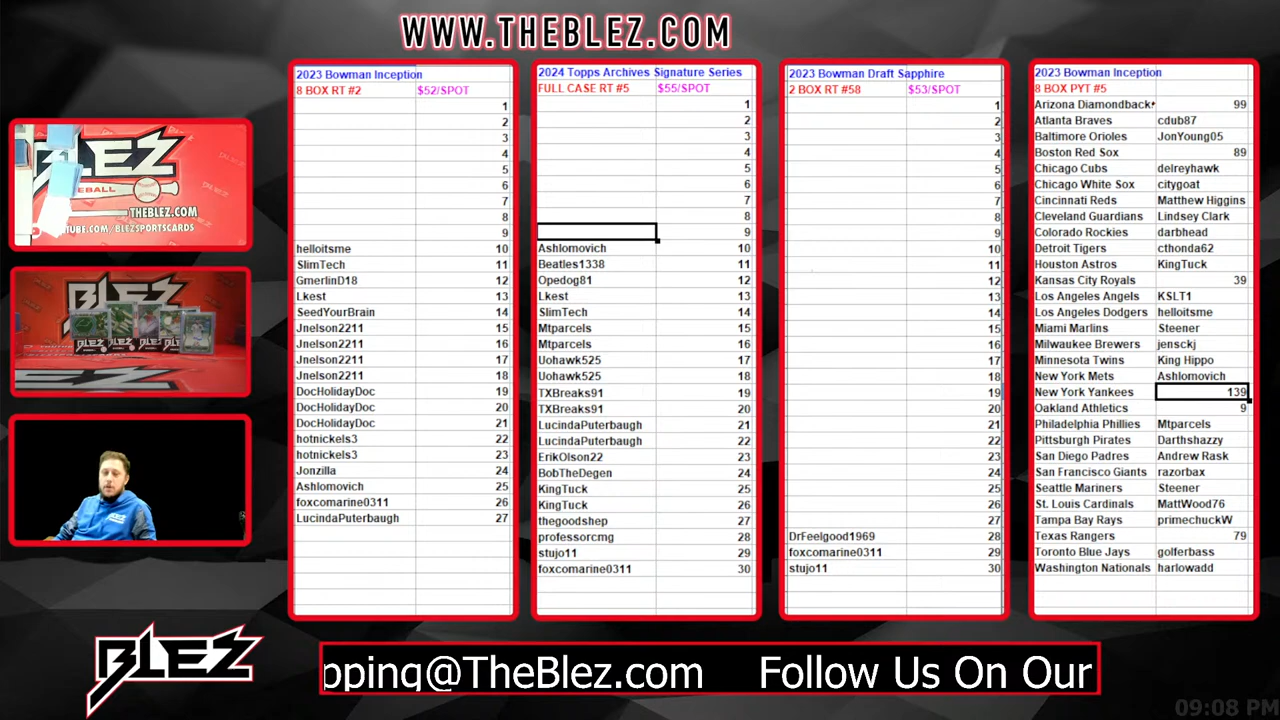 WWW.THEBLEZ.COM
BLEZ
BASEBALL
THEBLEZ.COM
YOUTUBE.COM/BLEZSPORTSCARDS
BLEZ
2023 Bowman Inception
8 BOX RT #2 $52/SPOT
1
2
3
4
5
6
7
8
9
helloitsme 10
SlimTech 11
GmerlinD18 12
Lkest 13
SeedYourBrain 14
Jnelson2211 15
Jnelson2211 16
Jnelson2211 17
Jnelson2211 18
DocHolidayDoc 19
DocHolidayDoc 20
DocHolidayDoc 21
hotnickels3 22
hotnickels3 23
Jonzilla 24
Ashlomovich 25
foxcomarine0311 26
LucindaPuterbaugh 27
2024 Topps Archives Signature Series
FULL CASE RT #5 $55/SPOT
1
2
3
4
5
6
7
8
9
Ashlomovich 10
Beatles1338 11
Opedog81 12
Lkest 13
SlimTech 14
Mtparcels 15
Mtparcels 16
Uohawk525 17
Uohawk525 18
TXBreaks91 19
TXBreaks91 20
LucindaPuterbaugh 21
LucindaPuterbaugh 22
ErikOlson22 23
BobTheDegen 24
KingTuck 25
KingTuck 26
thegoodshep 27
professorcmg 28
stujo11 29
foxcomarine0311 30
2023 Bowman Draft Sapphire
2 BOX RT #58 $53/SPOT
1
2
3
4
5
6
7
8
9
10
11
12
13
14
15
16
17
18
19
20
21
22
23
24
25
26
27
DrFeelgood1969 28
foxcomarine0311 29
stujo11 30
2023 Bowman Inception
8 BOX PYT #5
Arizona Diamondback 99
Atlanta Braves cdub87
Baltimore Orioles JonYoung05
Boston Red Sox 89
Chicago Cubs delreyhawk
Chicago White Sox citygoat
Cincinnati Reds Matthew Higgins
Cleveland Guardians Lindsey Clark
Colorado Rockies darbhead
Detroit Tigers cthonda62
Houston Astros KingTuck
Kansas City Royals 39
Los Angeles Angels KSLT1
Los Angeles Dodgers helloitsme
Miami Marlins Steener
Milwaukee Brewers jensckj
Minnesota Twins King Hippo
New York Mets Ashlomovich
New York Yankees 139
Oakland Athletics 9
Philadelphia Phillies Mtparcels
Pittsburgh Pirates Darthshazzy
San Diego Padres Andrew Rask
San Francisco Giants razorbax
Seattle Mariners Steener
St. Louis Cardinals MattWood76
Tampa Bay Rays primechuckW
Texas Rangers 79
Toronto Blue Jays golferbass
Washington Nationals harlowadd
BLEZ
pping@TheBlez.com Follow Us On Our
09:08 PM